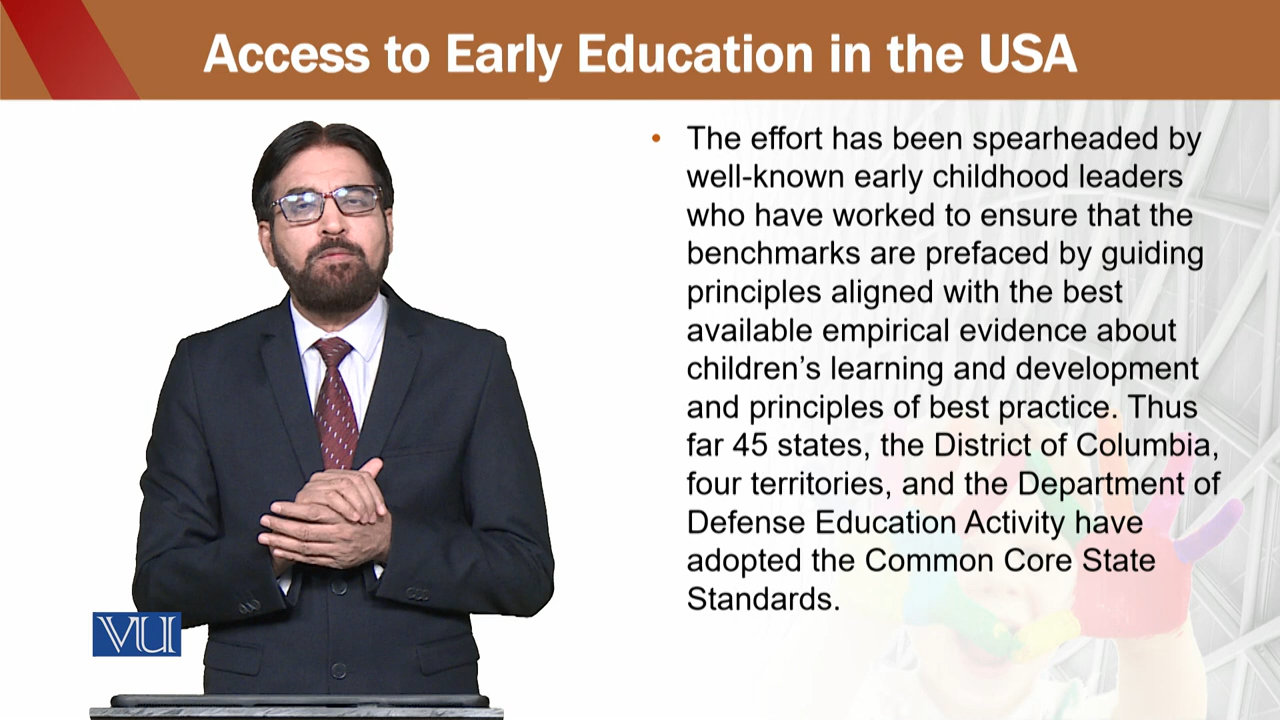 Access to Early Education in the USA
• The effort has been spearheaded by
well-known early childhood leaders
who have worked to ensure that the
benchmarks are prefaced by guiding
principles aligned with the best
available empirical evidence about
children’s learning and development
and principles of best practice. Thus
far 45 states, the District of Columbia,
four territories, and the Department of
Defense Education Activity have
adopted the Common Core State
Standards.
VU